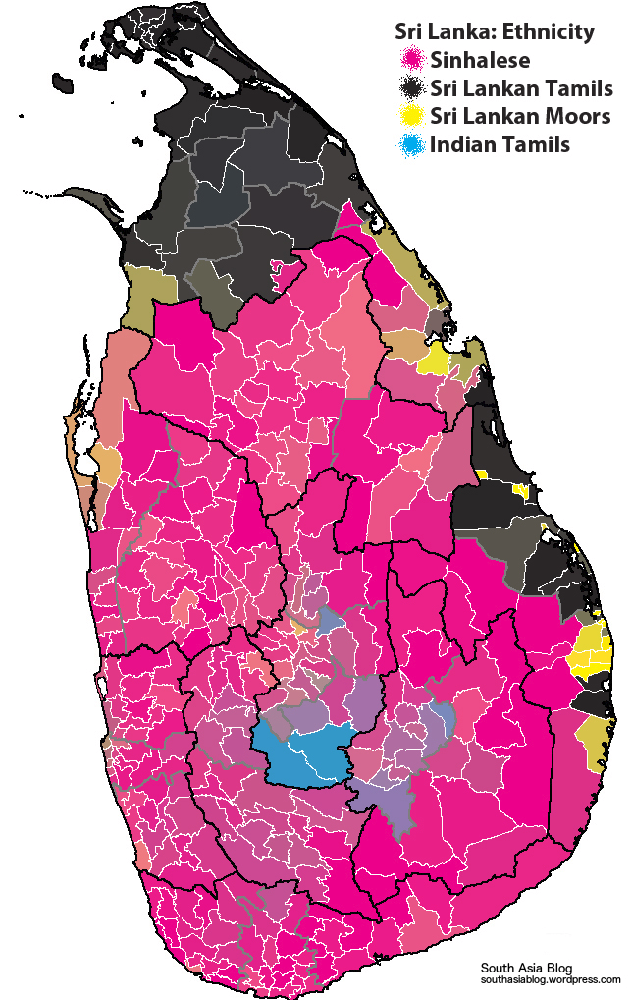 Sri Lanka: Ethnicity
Sinhalese
Sri Lankan Tamils
Sri Lankan Moors
Indian Tamils
South Asia Blog
southasiablog.wordpress.com